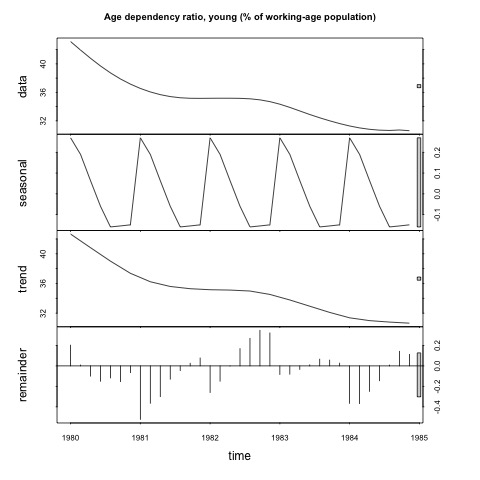 Age dependency ratio, young (% of working-age population)
data
32 36 40
seasonal
-0.1 0.0 0.1 0.2
trend
32 36 40
remainder
-0.4 -0.2 0.0 0.2
1980 1981 1982 1983 1984 1985
time